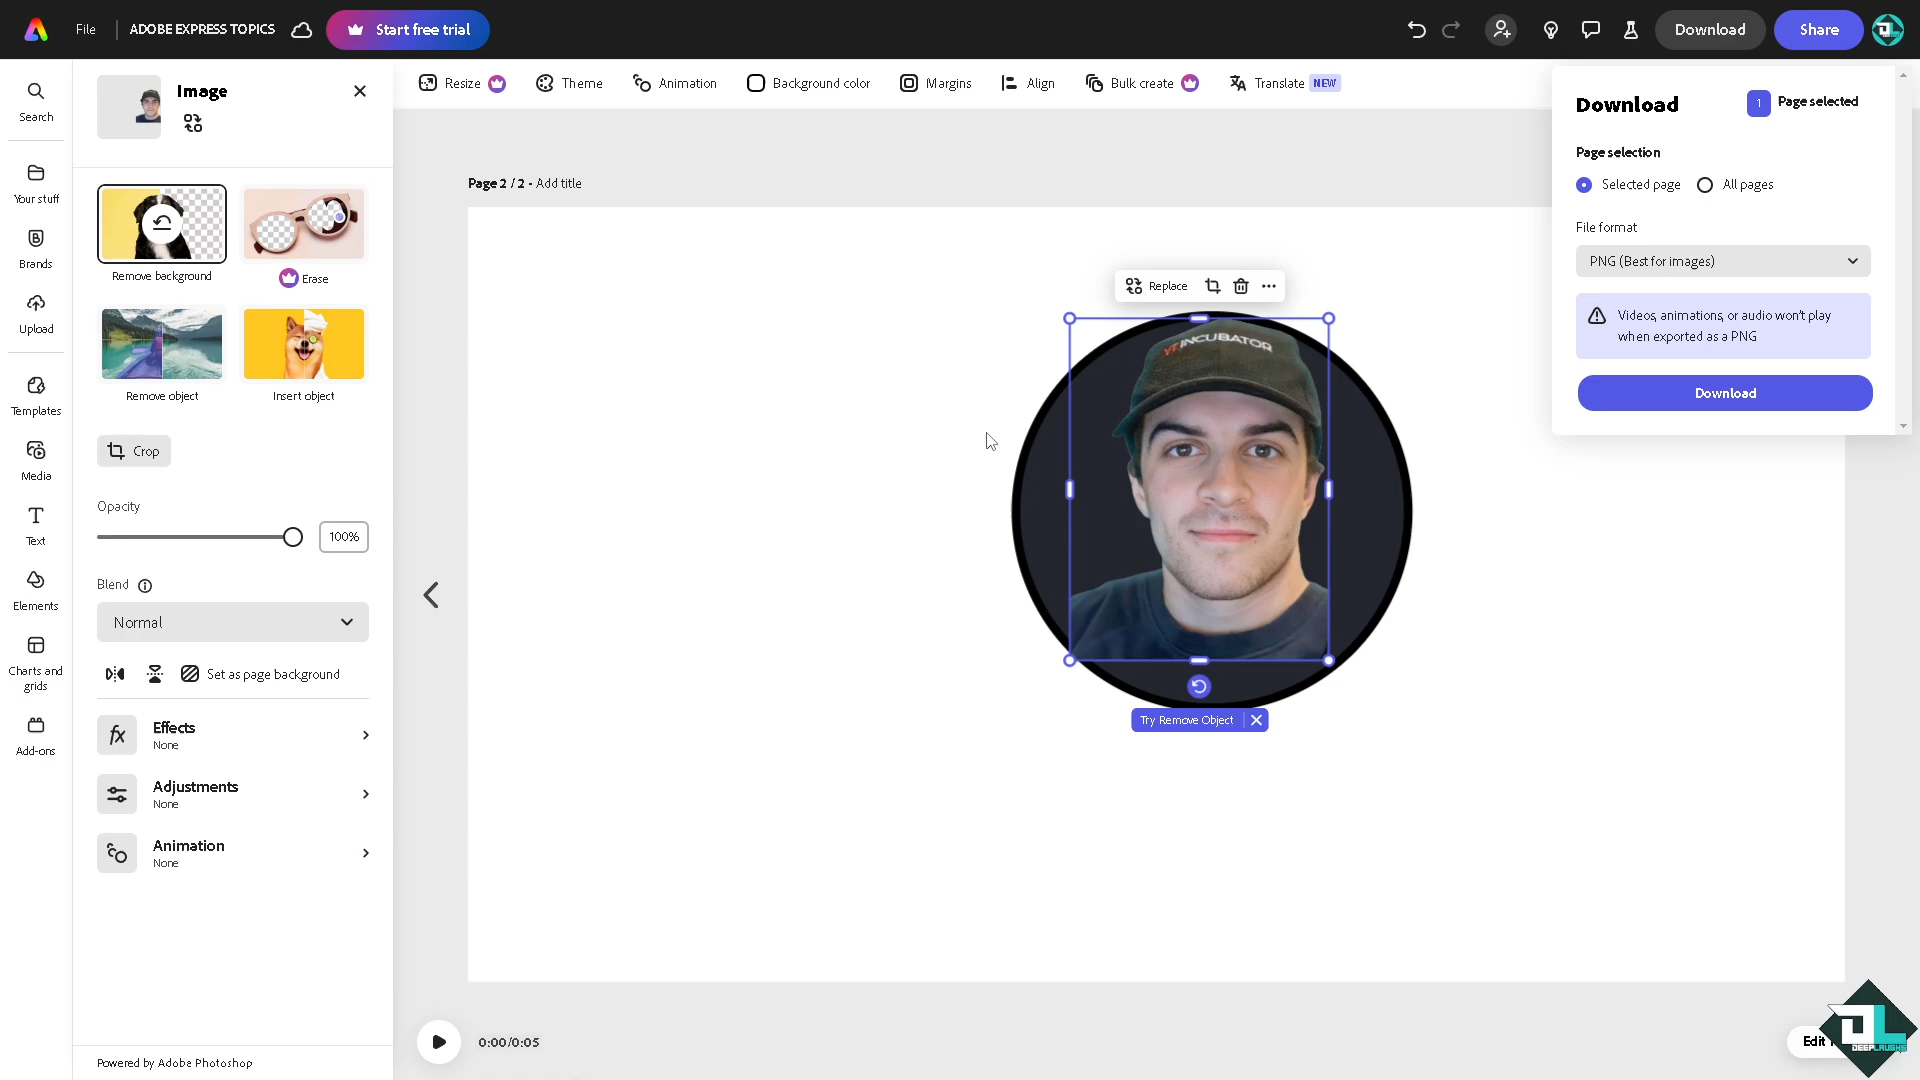 File
ADOBE EXPRESS TOPICS
Start free trial
Download
Share
Search
Your stuff
Brands
Upload
Templates
Media
Text
Elements
Charts and
grids
Add-ons
Image
Remove background
Erase
Remove object
Insert object
Crop
Opacity
100%
Blend
Normal
Set as page background
Effects
None
Adjustments
None
Animation
None
Powered by Adobe Photoshop
Resize
Theme
Animation
Background color
Margins
Align
Bulk create
Translate NEW
Page 2 / 2 - Add title
Replace
YTINCUBATOR
Try Remove Object
0:00/0:05
Download
1 Page selected
Page selection
Selected page
All pages
File format
PNG (Best for images)
Videos, animations, or audio won't play
when exported as a PNG
Download
Edit
DEEPLAUGHS